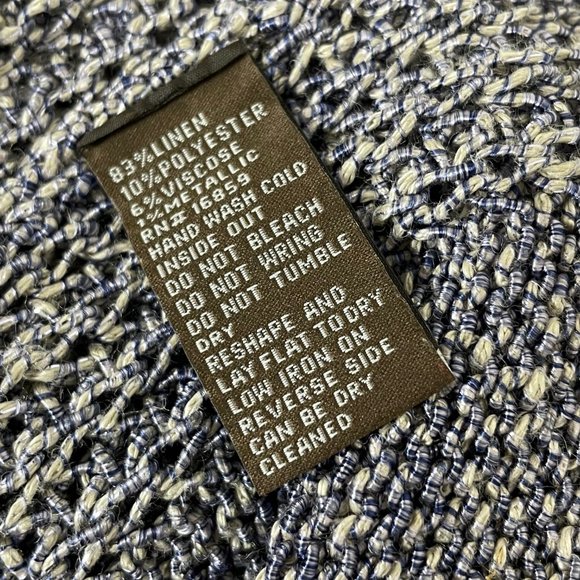 83%LINEN
10%POLYESTER
6%VISCOSE
1%METALLIC
RN# 16859
HAND WASH COLD
INSIDE OUT
DO NOT BLEACH
DO NOT WRING
DO NOT TUMBLE
DRY
RESHAPE AND
LAY FLAT TO DRY
LOW IRON ON
REVERSE SIDE
CAN BE DRY
CLEANED